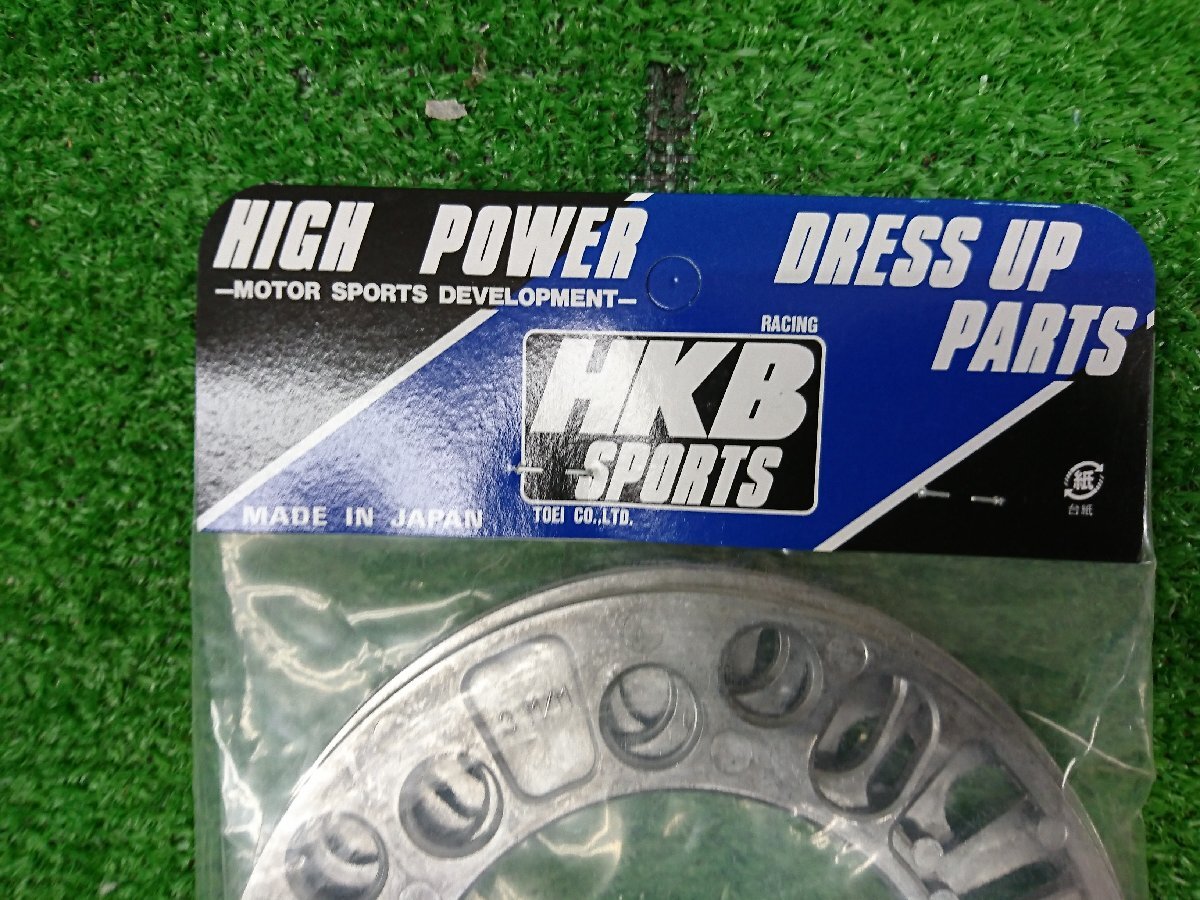 HIGH POWER
—MOTOR SPORTS DEVELOPMENT—
DRESS UP
PARTS
RACING
HKB
SPORTS
MADE IN JAPAN
TOEI CO.,LTD.
紙
台紙